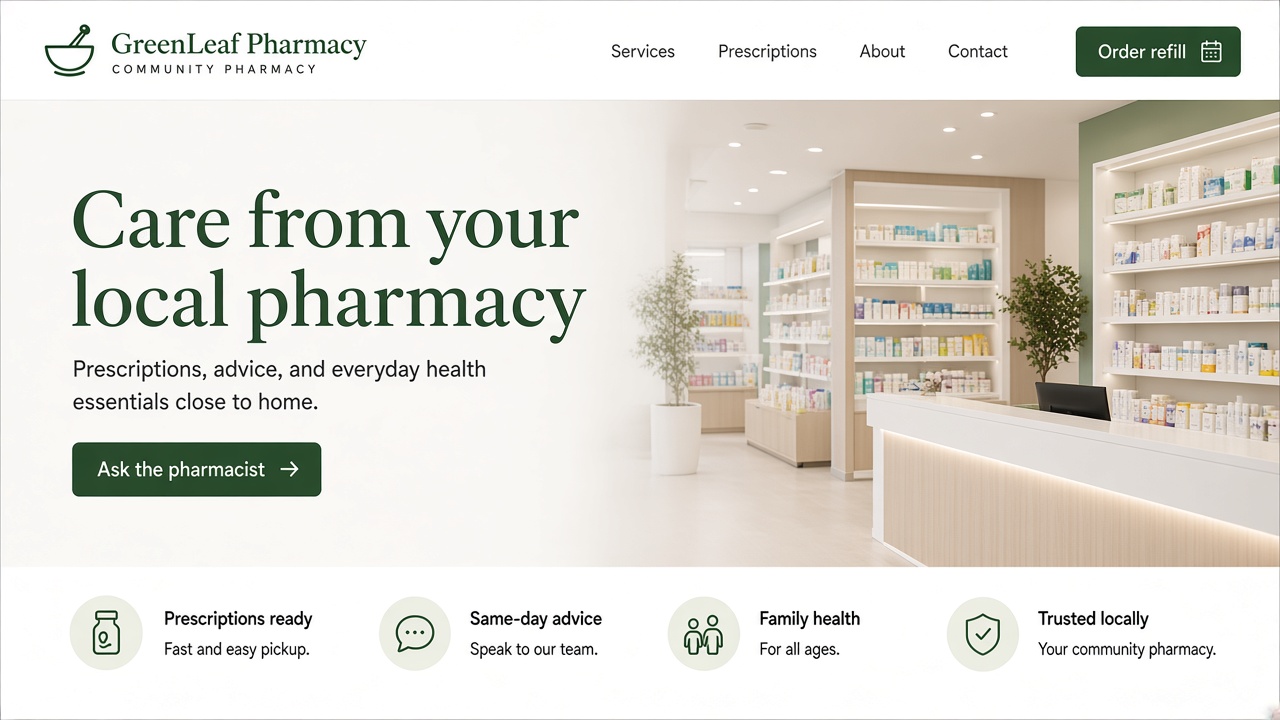 GreenLeaf Pharmacy
COMMUNITY PHARMACY
Services
Prescriptions
About
Contact
Order refill
Care from your
local pharmacy
Prescriptions, advice, and everyday health
essentials close to home.
Ask the pharmacist
Prescriptions ready
Fast and easy pickup.
Same-day advice
Speak to our team.
Family health
For all ages.
Trusted locally
Your community pharmacy.